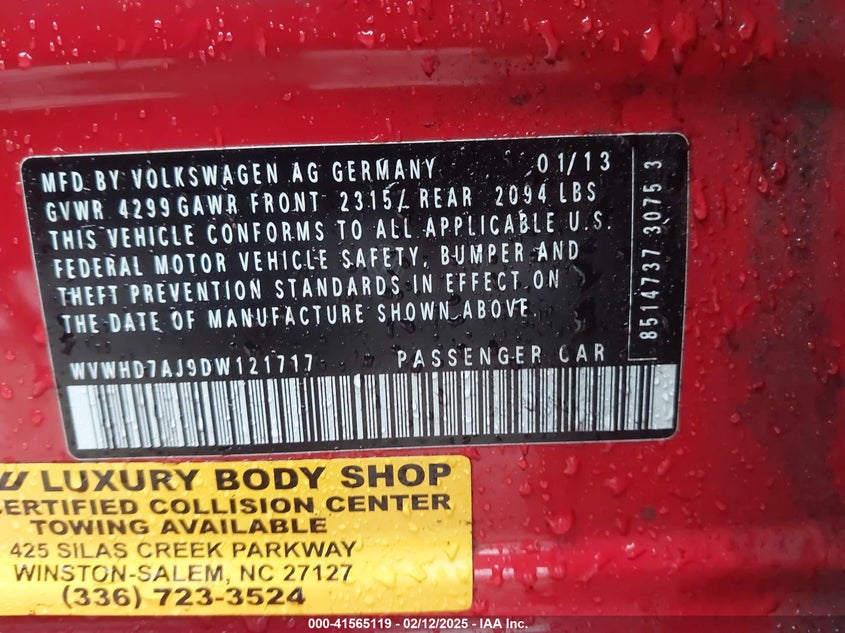 MFD BY VOLKSWAGEN AG GERMANY 01/13
GVWR 4299 GAWR FRONT 2315/ REAR 2094 LBS
THIS VEHICLE CONFORMS TO ALL APPLICABLE U.S.
FEDERAL MOTOR VEHICLE SAFETY, BUMPER AND
THEFT PREVENTION STANDARDS IN EFFECT ON
THE DATE OF MANUFACTURE SHOWN ABOVE.
WVWHD7AJ9DW121717 PASSENGER CAR
8514737 3075 3
LUXURY BODY SHOP
CERTIFIED COLLISION CENTER
TOWING AVAILABLE
425 SILAS CREEK PARKWAY
WINSTON-SALEM, NC 27127
(336) 723-3524
000-41565119 - 02/12/2025 - IAA Inc.